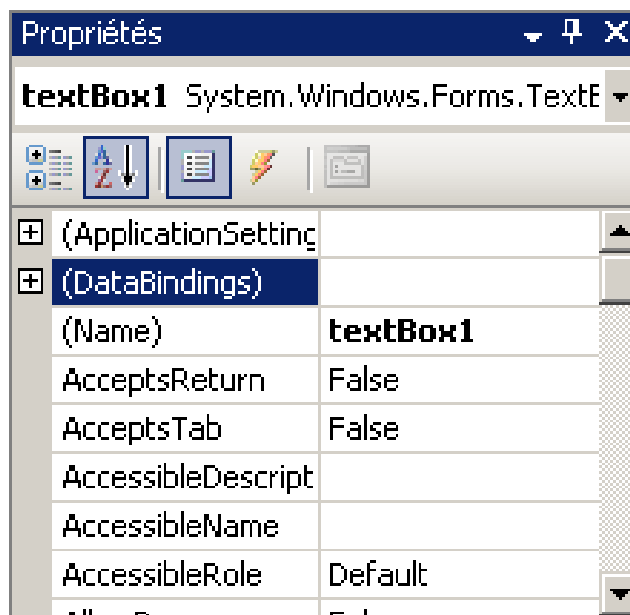 Propriétés
textBox1 System.Windows.Forms.TextE
(ApplicationSetting
(DataBindings)
(Name) textBox1
AcceptsReturn False
AcceptsTab False
AccessibleDescript
AccessibleName
AccessibleRole Default